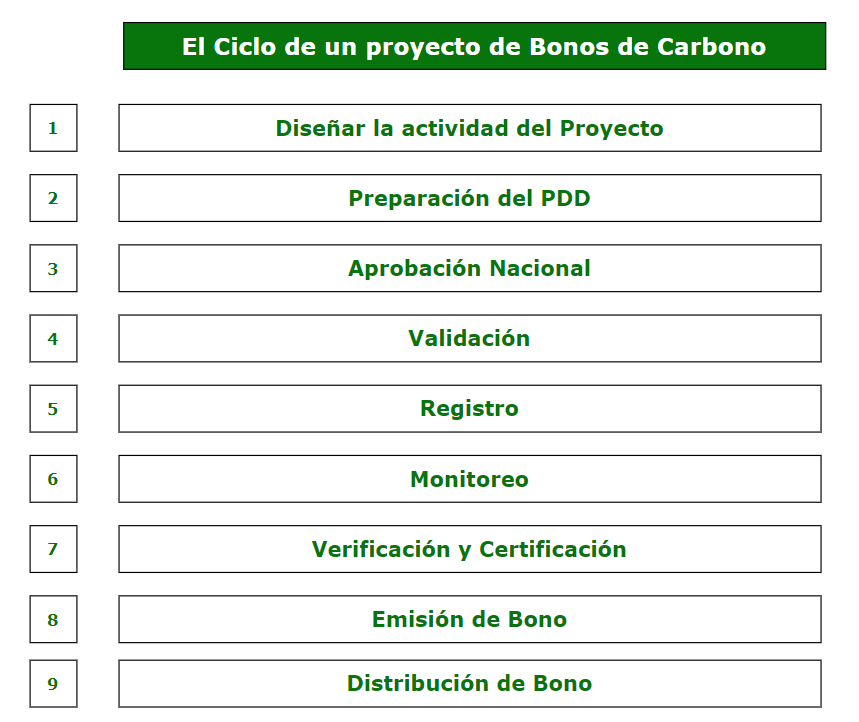 El Ciclo de un proyecto de Bonos de Carbono
1 Diseñar la actividad del Proyecto
2 Preparación del PDD
3 Aprobación Nacional
4 Validación
5 Registro
6 Monitoreo
7 Verificación y Certificación
8 Emisión de Bono
9 Distribución de Bono